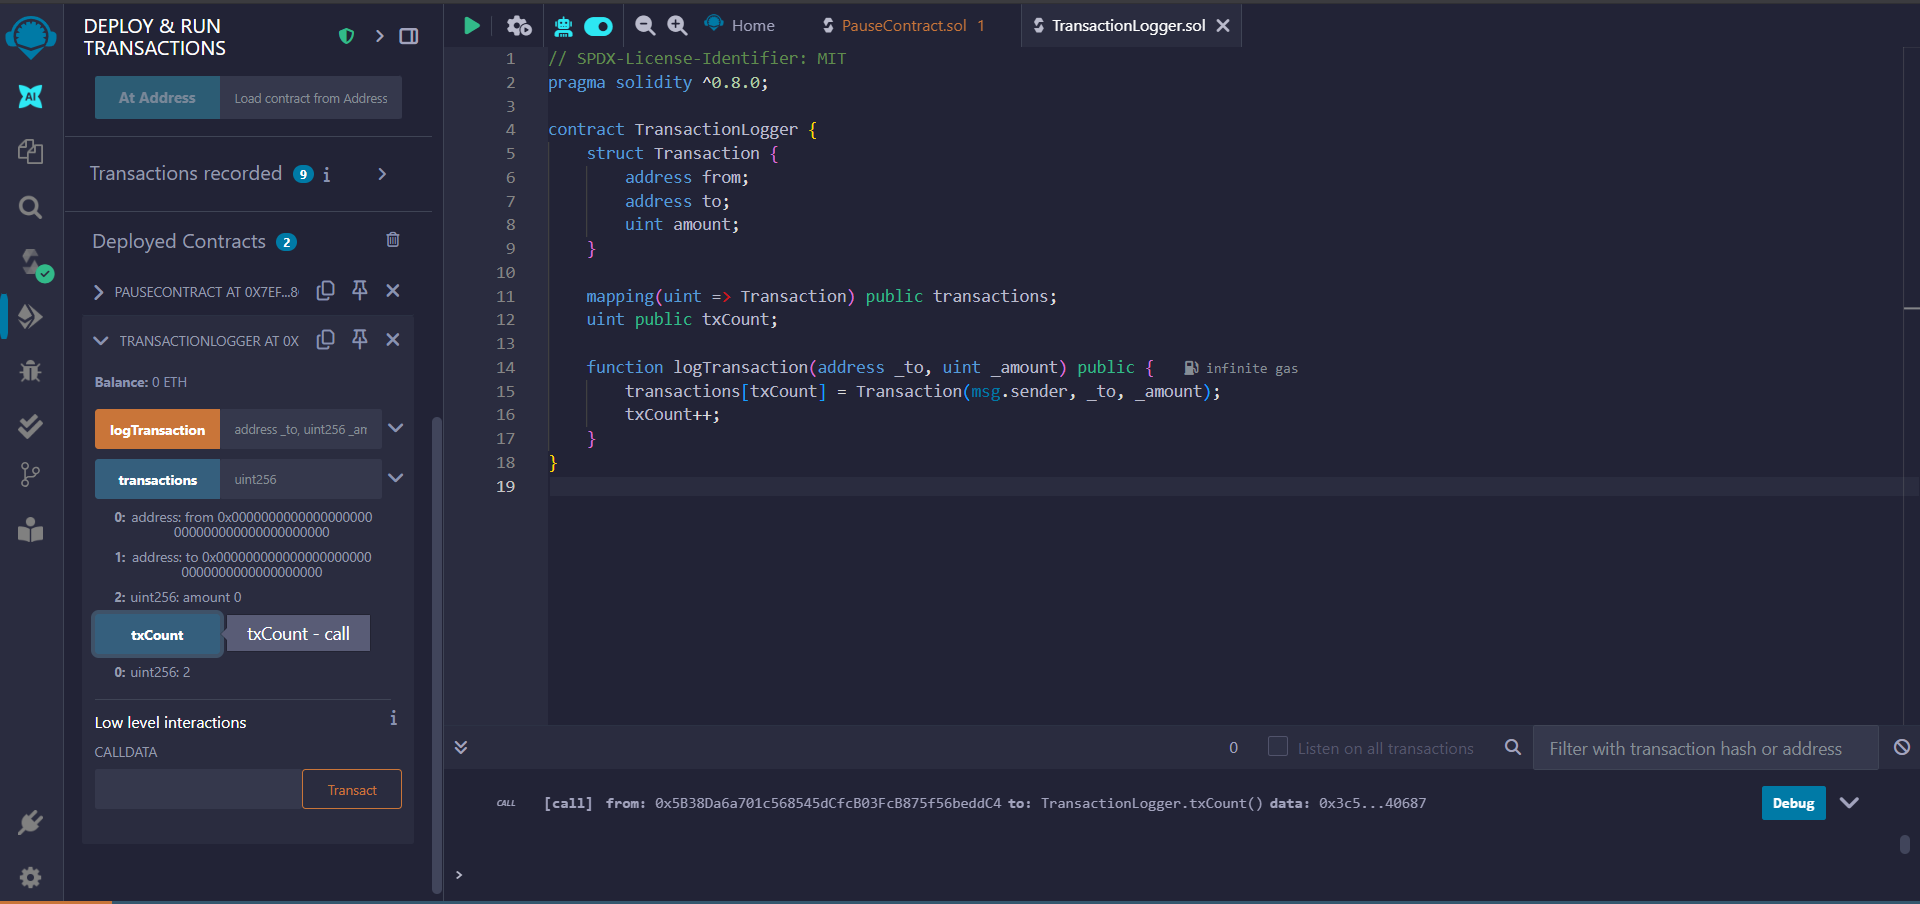 DEPLOY & RUN
TRANSACTIONS
At Address
Load contract from Address
Transactions recorded 9 i
Deployed Contracts 2
PAUSECONTRACT AT 0X7EF...8
TRANSACTIONLOGGER AT 0X
Balance: 0 ETH
logTransaction address _to, uint256 _am
transactions uint256
0: address: from 0x0000000000000000000
000000000000000000000
1: address: to 0x000000000000000000000
0000000000000000000
2: uint256: amount 0
txCount
txCount - call
0: uint256: 2
Low level interactions i
CALLDATA
Transact
AI
Home
PauseContract.sol 1
TransactionLogger.sol
1 // SPDX-License-Identifier: MIT
2 pragma solidity ^0.8.0;
3
4 contract TransactionLogger {
5 struct Transaction {
6 address from;
7 address to;
8 uint amount;
9 }
10
11 mapping(uint => Transaction) public transactions;
12 uint public txCount;
13
14 function logTransaction(address _to, uint _amount) public { infinite gas
15 transactions[txCount] = Transaction(msg.sender, _to, _amount);
16 txCount++;
17 }
18 }
19
0 Listen on all transactions Filter with transaction hash or address
CALL [call] from: 0x5B38Da6a701c568545dCfcB03FcB875f56beddC4 to: TransactionLogger.txCount() data: 0x3c5...40687 Debug
>